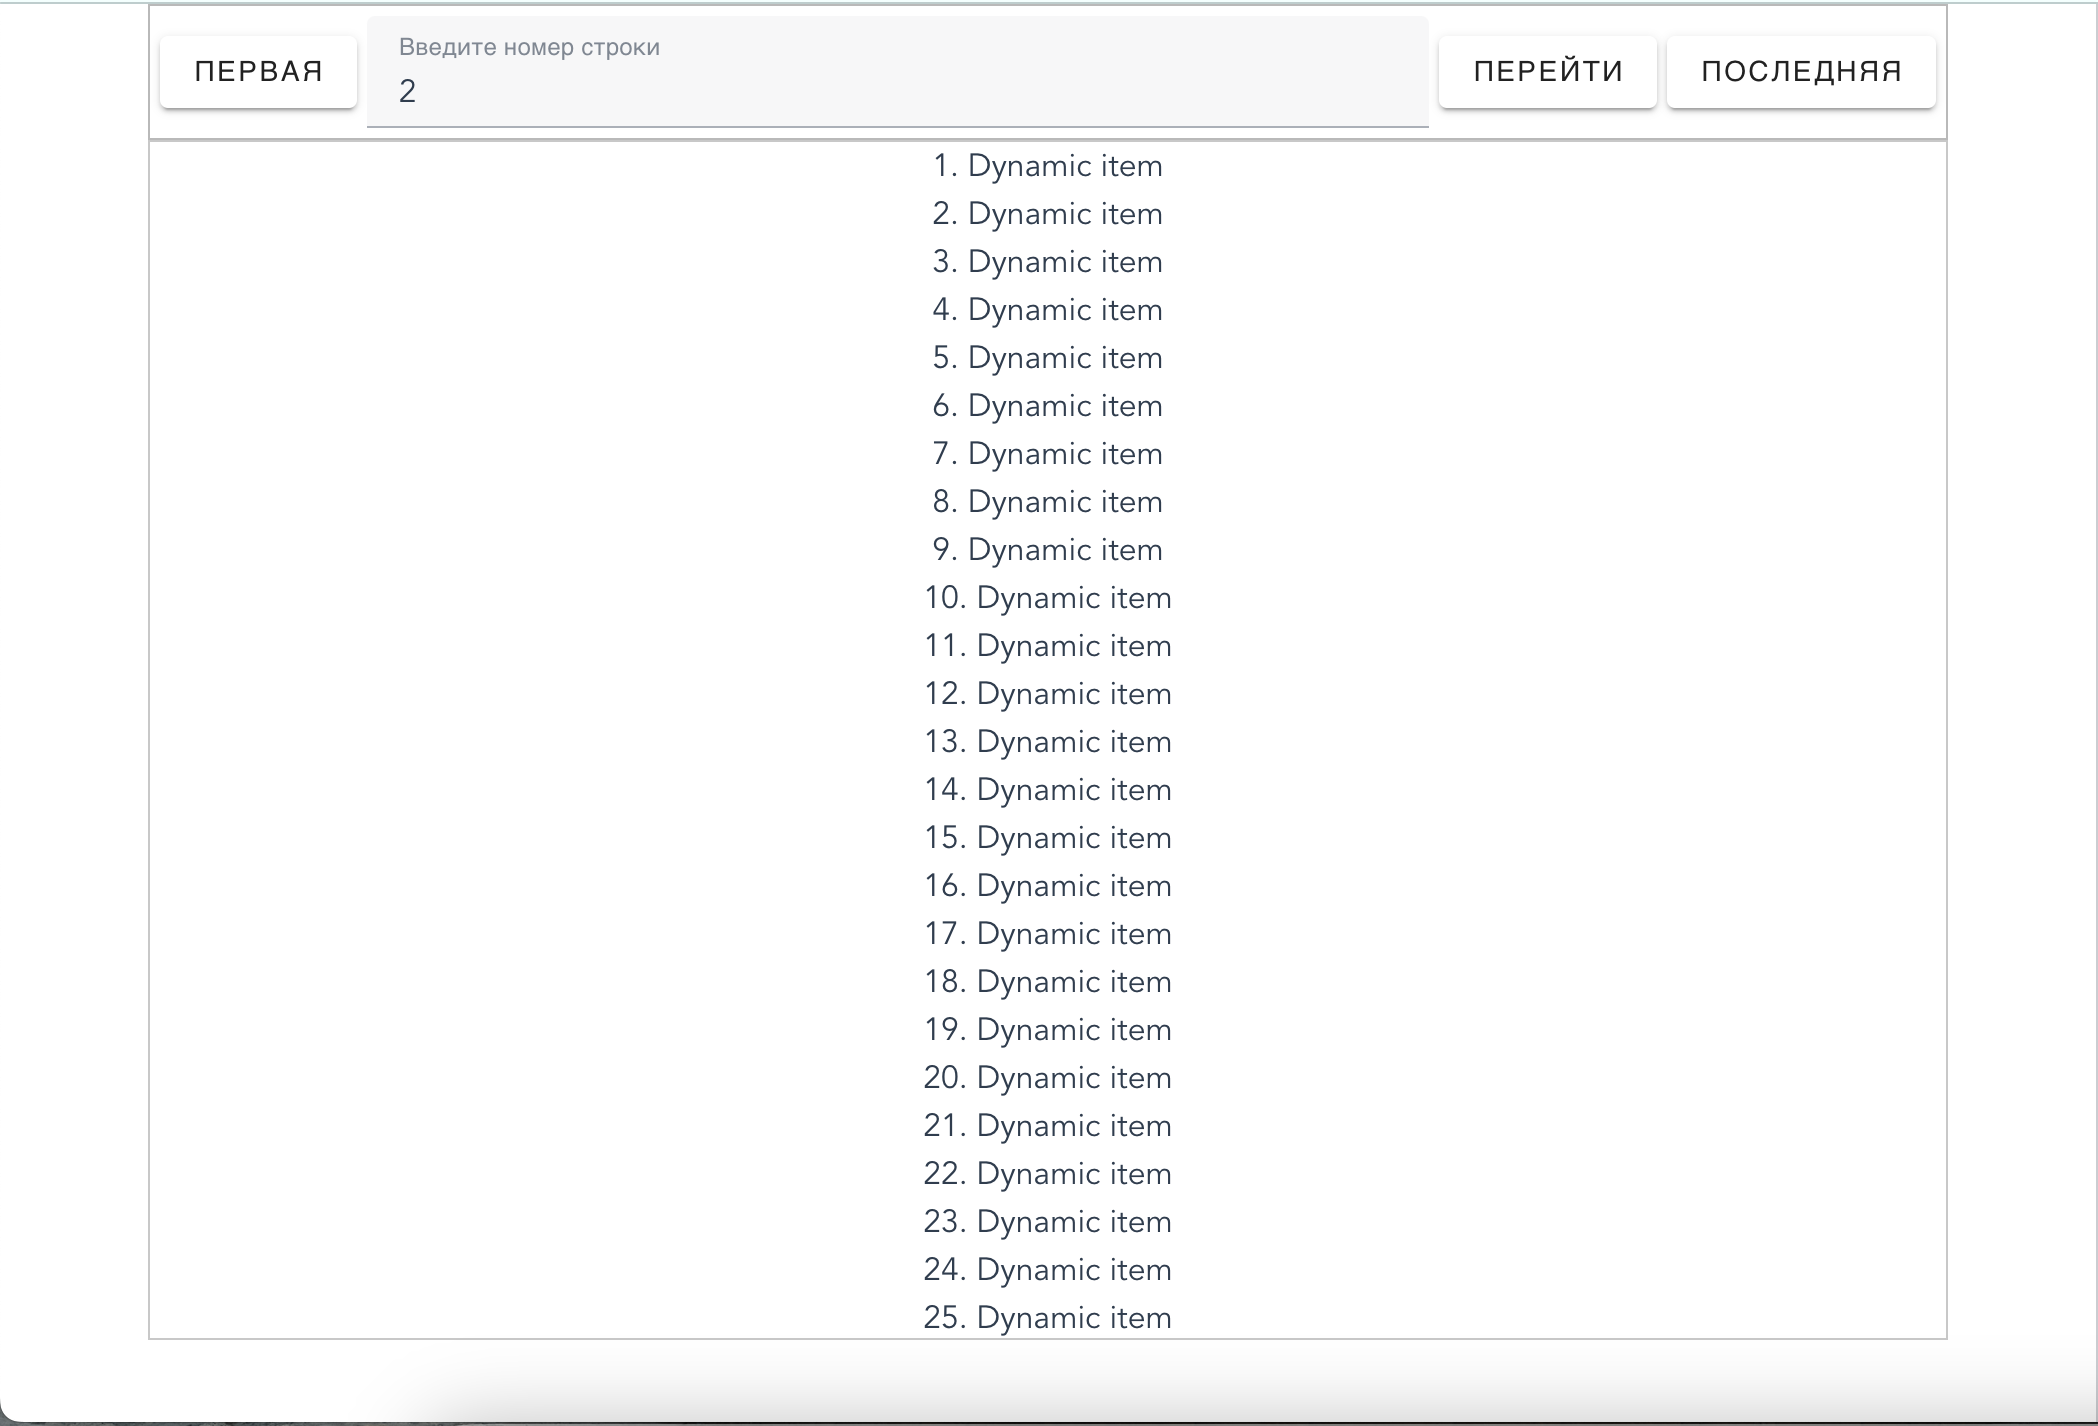 ПЕРВАЯ
Введите номер строки
2
ПЕРЕЙТИ
ПОСЛЕДНЯЯ
1. Dynamic item
2. Dynamic item
3. Dynamic item
4. Dynamic item
5. Dynamic item
6. Dynamic item
7. Dynamic item
8. Dynamic item
9. Dynamic item
10. Dynamic item
11. Dynamic item
12. Dynamic item
13. Dynamic item
14. Dynamic item
15. Dynamic item
16. Dynamic item
17. Dynamic item
18. Dynamic item
19. Dynamic item
20. Dynamic item
21. Dynamic item
22. Dynamic item
23. Dynamic item
24. Dynamic item
25. Dynamic item